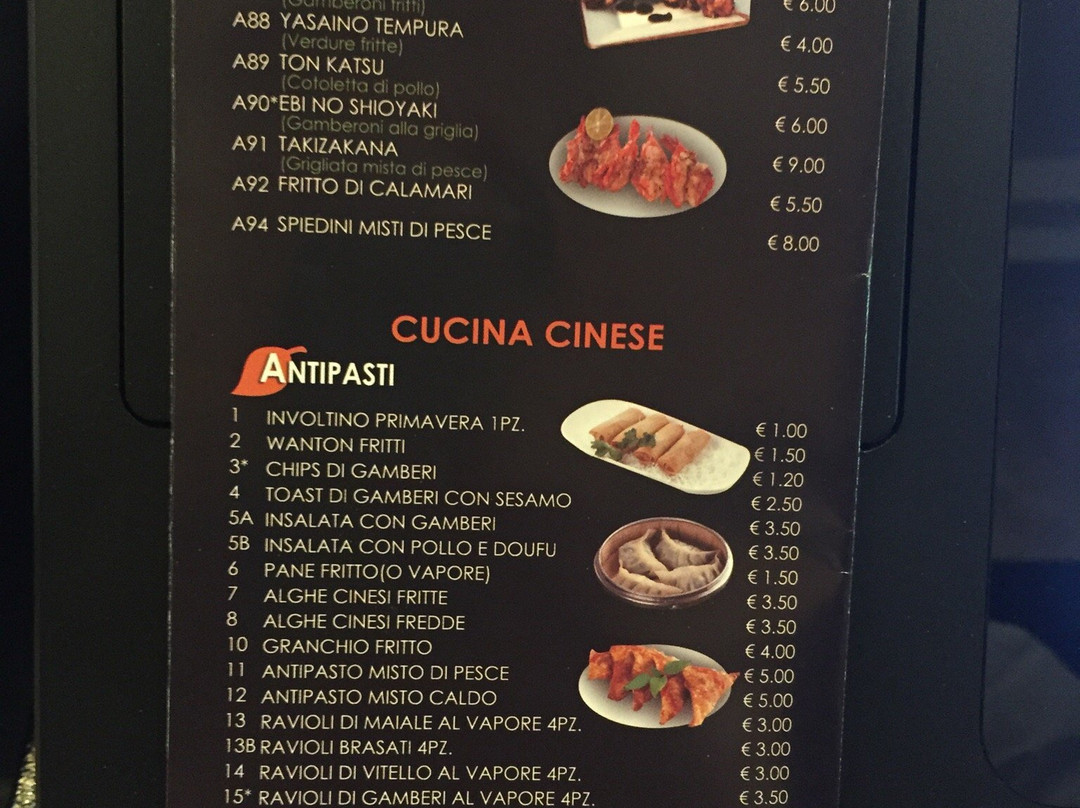 (Gamberoni fritti) € 6.00
A88 YASAINO TEMPURA € 4.00
(Verdure fritte)
A89 TON KATSU € 5.50
(Cotoletta di pollo)
A90*EBI NO SHIOYAKI € 6.00
(Gamberoni alla griglia)
A91 TAKIZAKANA € 9.00
(Grigliata mista di pesce)
A92 FRITTO DI CALAMARI € 5.50
A94 SPIEDINI MISTI DI PESCE € 8.00
CUCINA CINESE
ANTIPASTI
1 INVOLTINO PRIMAVERA 1PZ. € 1.00
2 WANTON FRITTI € 1.50
3* CHIPS DI GAMBERI € 1.20
4 TOAST DI GAMBERI CON SESAMO € 2.50
5A INSALATA CON GAMBERI € 3.50
5B INSALATA CON POLLO E DOUFU € 3.50
6 PANE FRITTO(O VAPORE) € 1.50
7 ALGHE CINESI FRITTE € 3.50
8 ALGHE CINESI FREDDE € 3.50
10 GRANCHIO FRITTO € 4.00
11 ANTIPASTO MISTO DI PESCE € 5.00
12 ANTIPASTO MISTO CALDO € 5.00
13 RAVIOLI DI MAIALE AL VAPORE 4PZ. € 3.00
13B RAVIOLI BRASATI 4PZ. € 3.00
14 RAVIOLI DI VITELLO AL VAPORE 4PZ. € 3.00
15* RAVIOLI DI GAMBERI AL VAPORE 4PZ. € 3.50